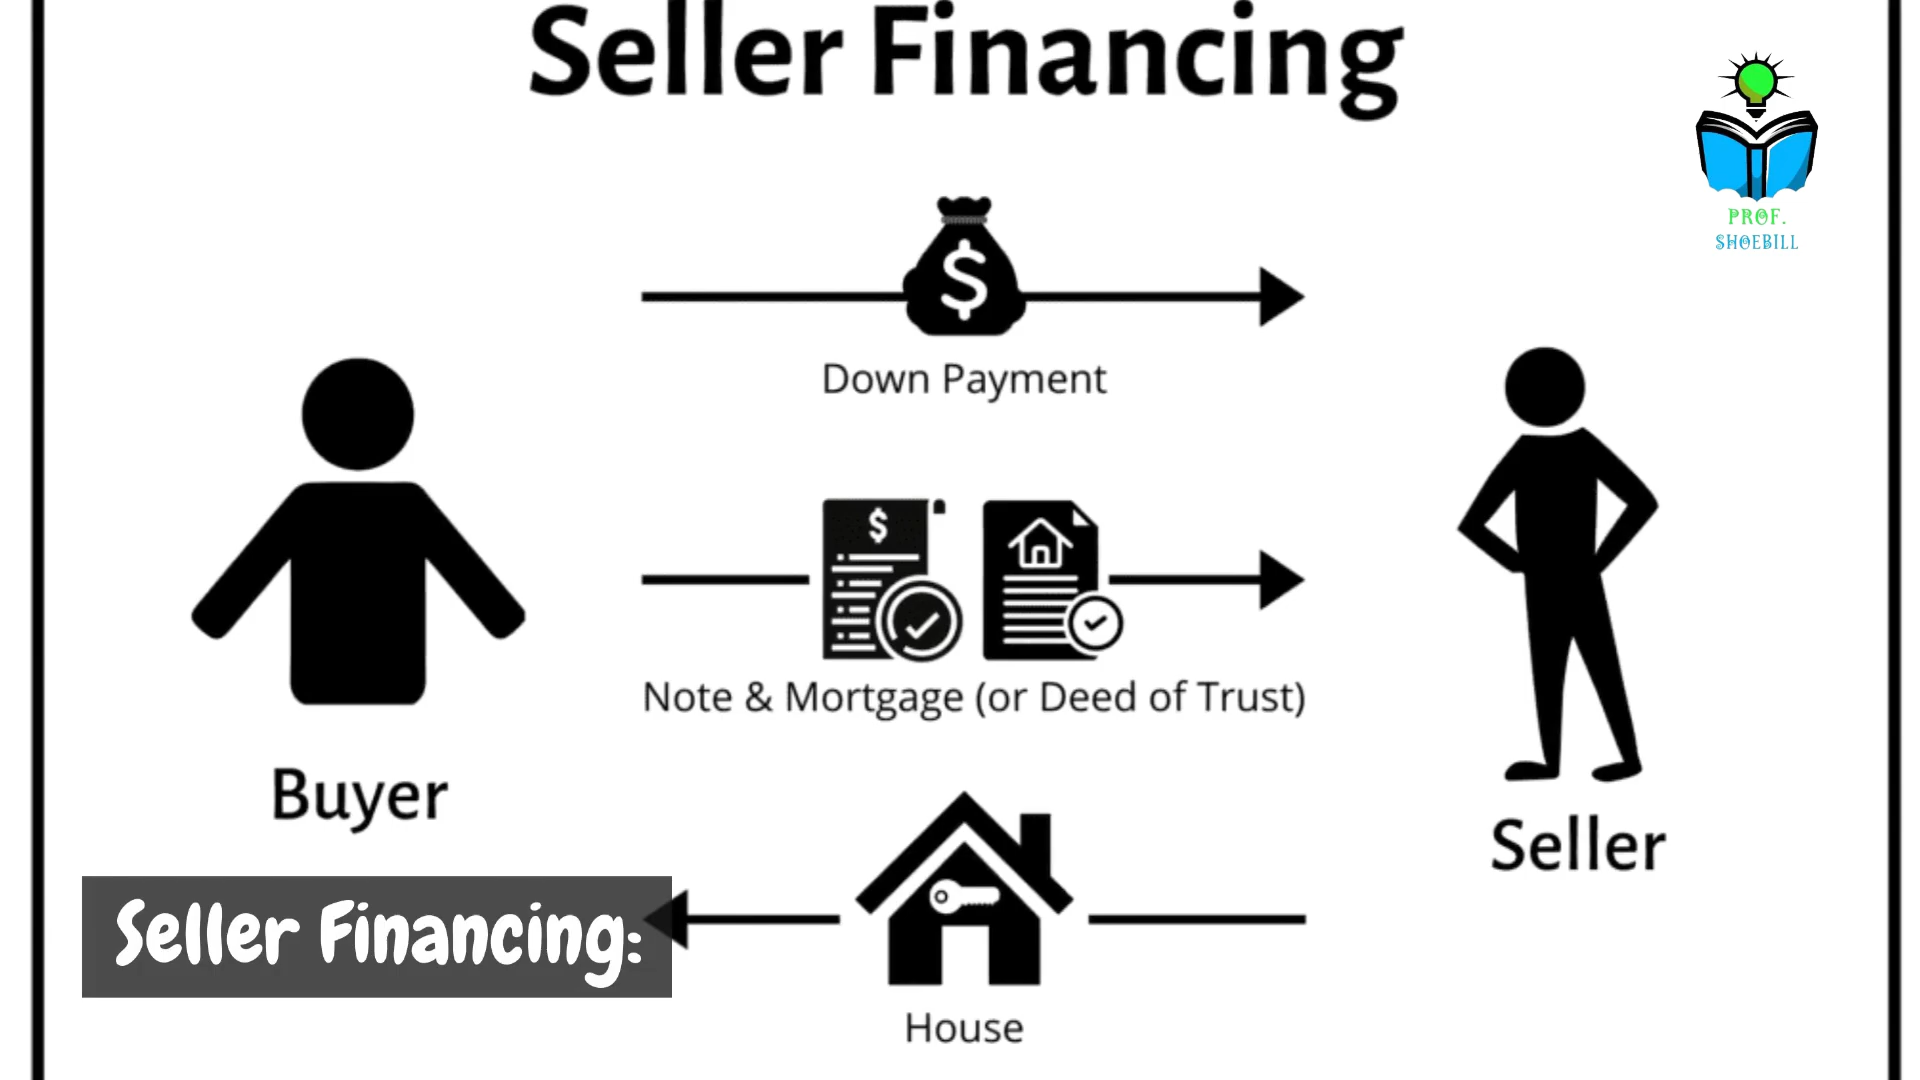 Seller Financing
PROF.
SHOEBILL
$
Down Payment
$
Note & Mortgage (or Deed of Trust)
Buyer
Seller
Seller Financing:
House